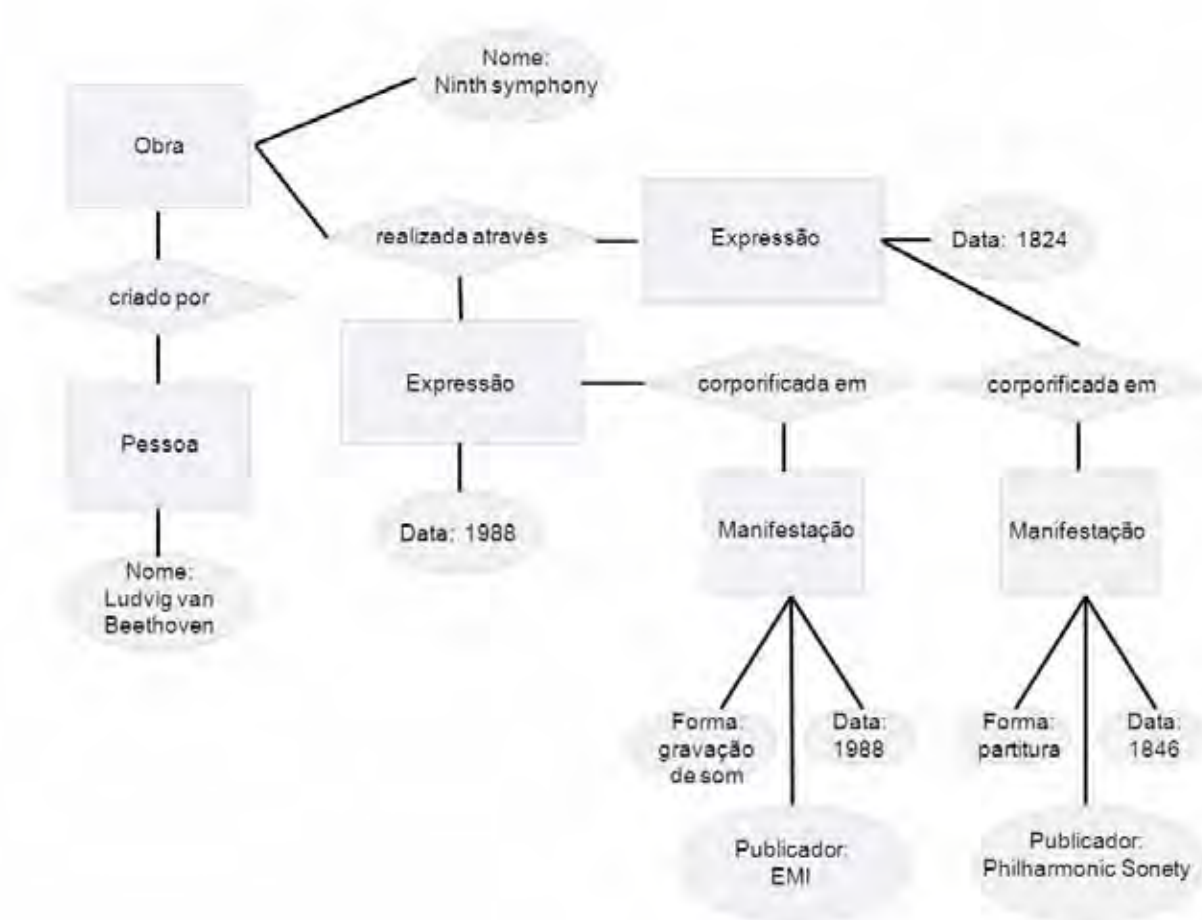 Nome:
Ninth symphony
Obra
realizada através
Expressão
Data: 1824
criado por
Expressão
corporificada em
corporificada em
Pessoa
Data: 1988
Manifestação
Manifestação
Nome:
Ludvig van
Beethoven
Forma:
gravação
de som
Data:
1988
Forma:
partitura
Data:
1846
Publicador:
EMI
Publicador:
Philharmonic Sonety